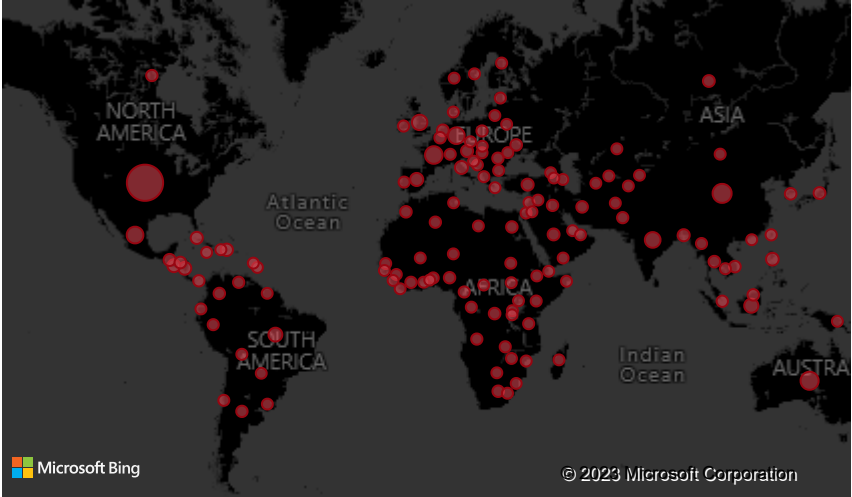 NORTH
AMERICA
EUROPE
ASIA
Atlantic
Ocean
AFRICA
SOUTH
AMERICA
Indian
Ocean
AUSTRA
Microsoft Bing
© 2023 Microsoft Corporation